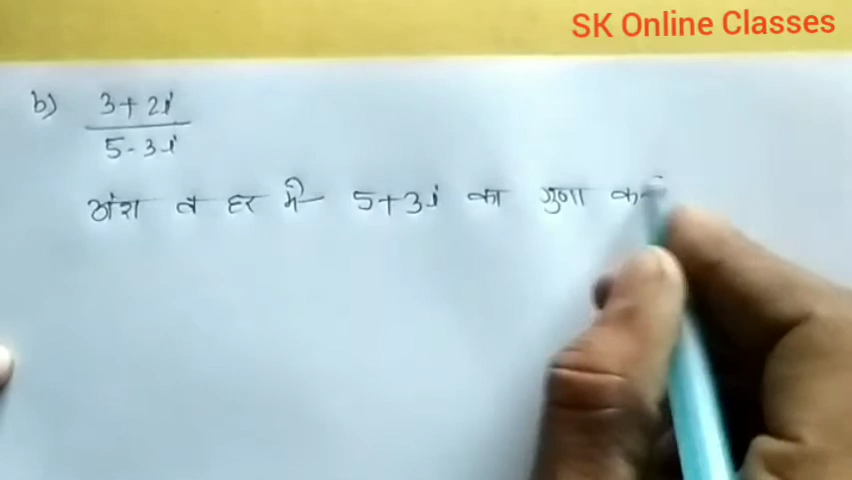 SK Online Classes
b) 3+2i
5-3i
अंश व हर में 5+3i का गुणा